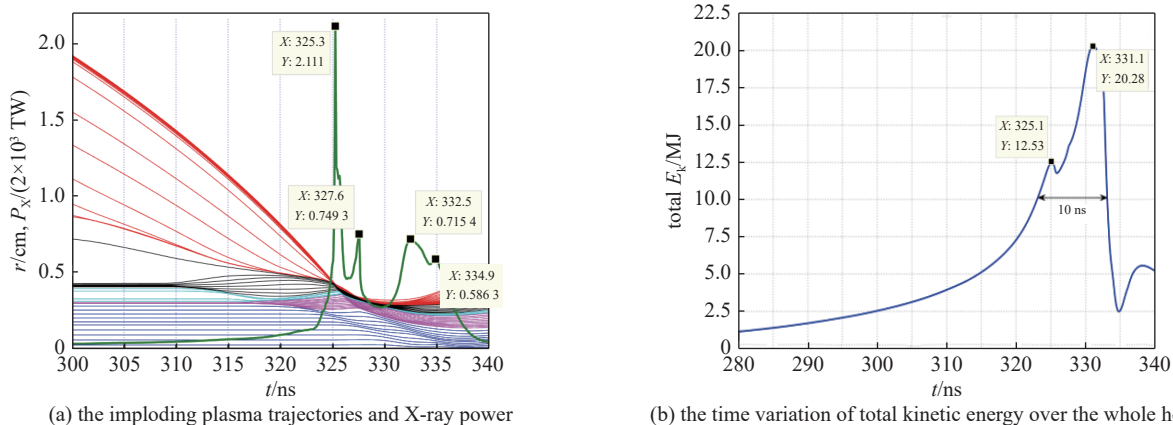 2.0
1.5
1.0
0.5
0
r/cm, P_X/(2×10³ TW)
X: 325.3
Y: 2.111
X: 327.6
Y: 0.749 3
X: 332.5
Y: 0.715 4
X: 334.9
Y: 0.586 3
300 305 310 315 320 325 330 335 340
t/ns
(a) the imploding plasma trajectories and X-ray power
22.5
20.0
17.5
15.0
12.5
10.0
7.5
5.0
2.5
0
total E_k/MJ
X: 331.1
Y: 20.28
X: 325.1
Y: 12.53
10 ns
280 290 300 310 320 330 340
t/ns
(b) the time variation of total kinetic energy over the whole